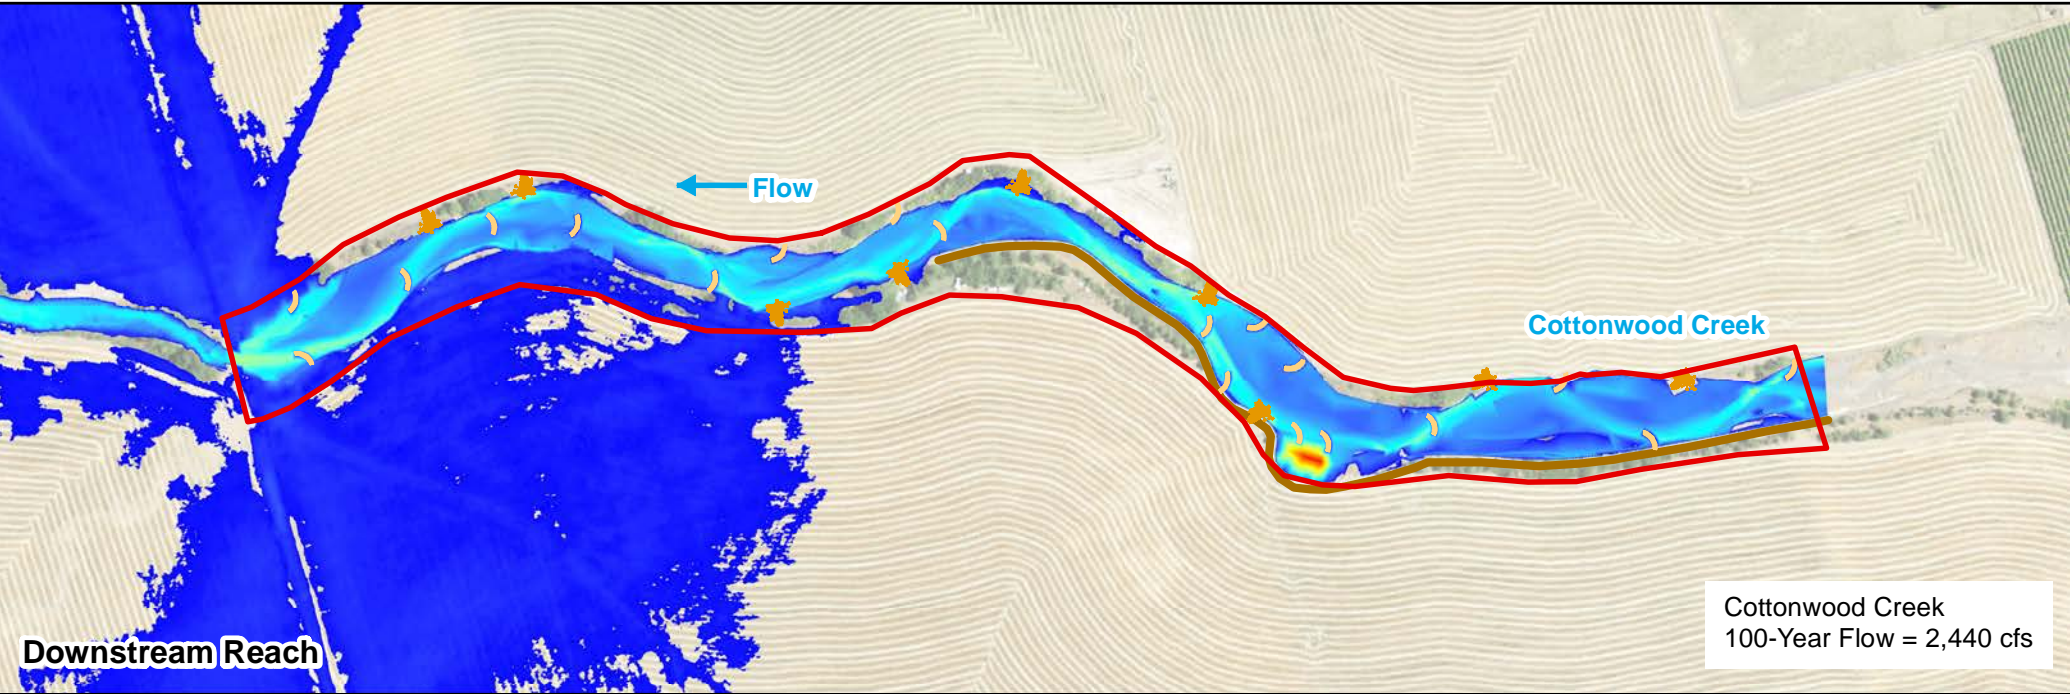 Flow
Cottonwood Creek
Downstream Reach
Cottonwood Creek
100-Year Flow = 2,440 cfs